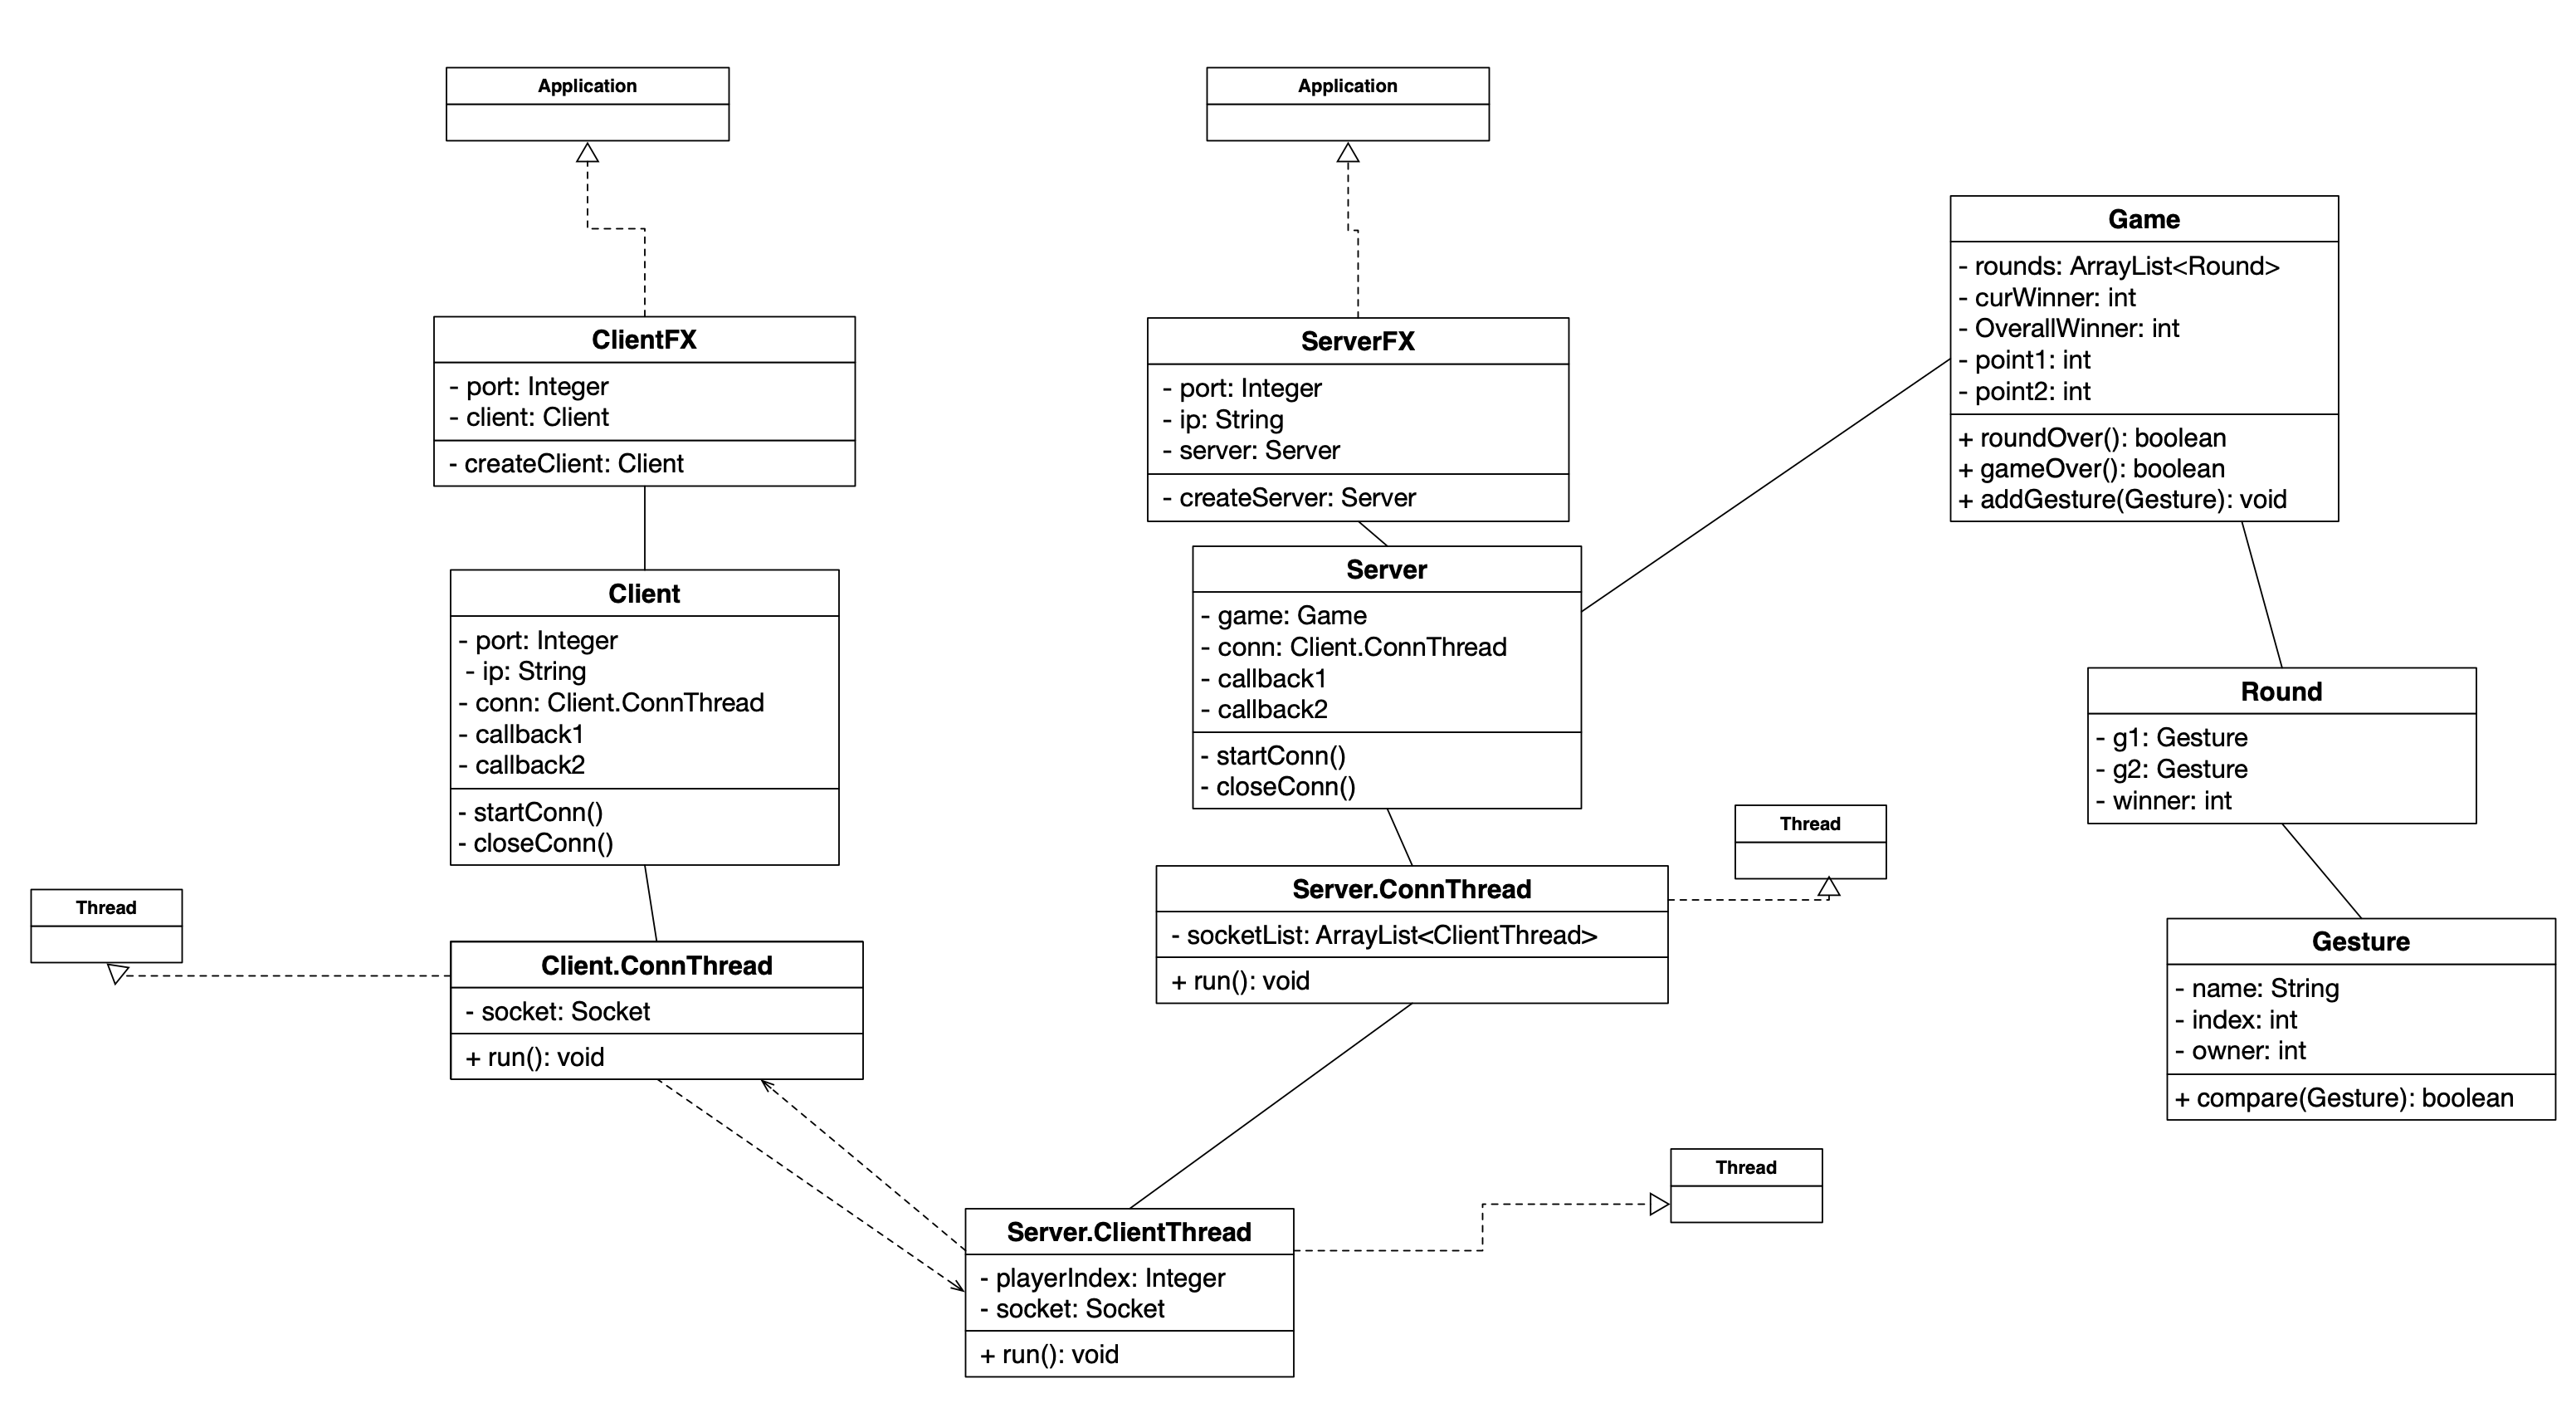 Application
ClientFX
- port: Integer
- client: Client
- createClient: Client
Client
- port: Integer
- ip: String
- conn: Client.ConnThread
- callback1
- callback2
- startConn()
- closeConn()
Thread
Client.ConnThread
- socket: Socket
+ run(): void
Application
ServerFX
- port: Integer
- ip: String
- server: Server
- createServer: Server
Server
- game: Game
- conn: Client.ConnThread
- callback1
- callback2
- startConn()
- closeConn()
Thread
Server.ConnThread
- socketList: ArrayList<ClientThread>
+ run(): void
Thread
Server.ClientThread
- playerIndex: Integer
- socket: Socket
+ run(): void
Game
- rounds: ArrayList<Round>
- curWinner: int
- OverallWinner: int
- point1: int
- point2: int
+ roundOver(): boolean
+ gameOver(): boolean
+ addGesture(Gesture): void
Round
- g1: Gesture
- g2: Gesture
- winner: int
Gesture
- name: String
- index: int
- owner: int
+ compare(Gesture): boolean